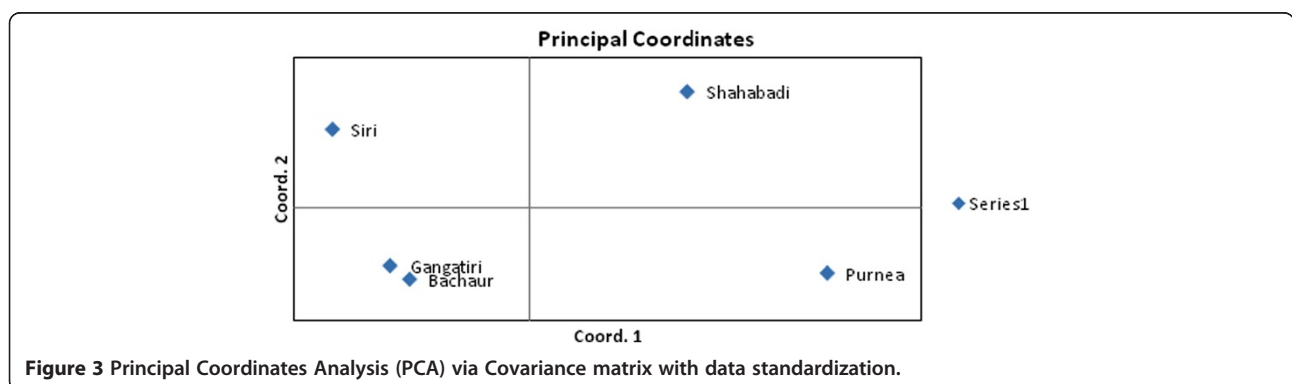 Principal Coordinates
Shahabadi
Siri
Coord. 2
Series1
Gangatiri
Bachaur
Purnea
Coord. 1
Figure 3 Principal Coordinates Analysis (PCA) via Covariance matrix with data standardization.